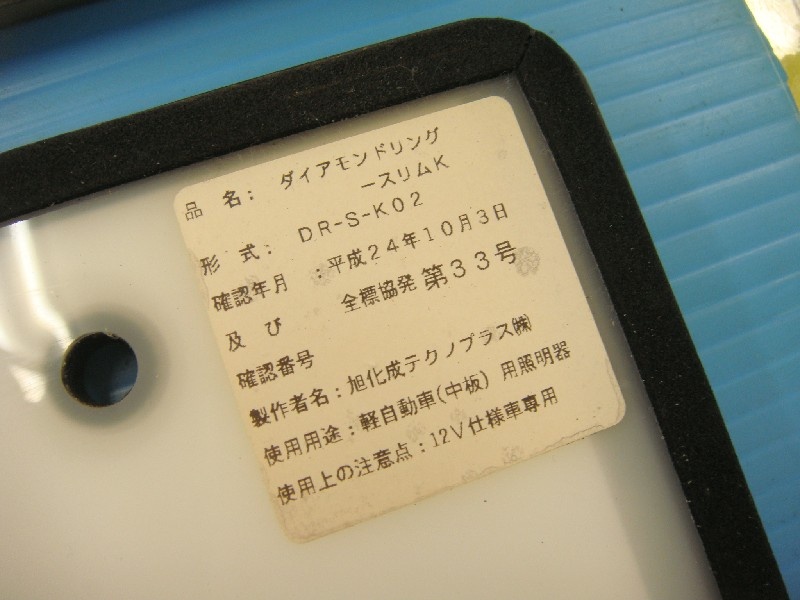 品 名: ダイアモンドリング
－スリムK
形 式: DR-S-K02
確認年月 :平成24年10月3日
及 び 全標協発 第33号
確認番号
製作者名:旭化成テクノプラス㈱
使用用途:軽自動車(中板) 用照明器
使用上の注意点:12V仕様車専用